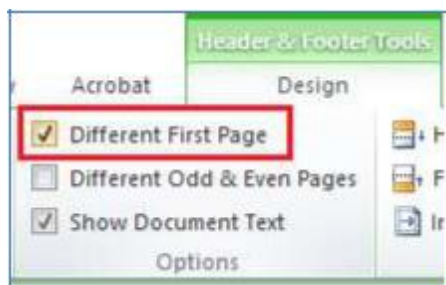 Header & Footer Tools
Acrobat Design
Different First Page
Different Odd & Even Pages
Show Document Text
Options